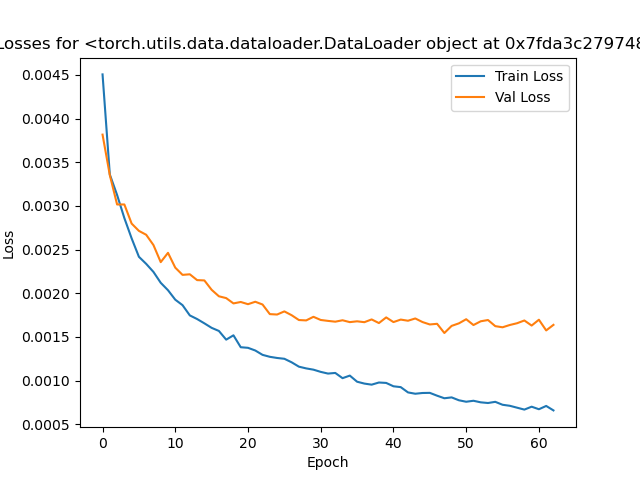 Losses for <torch.utils.data.dataloader.DataLoader object at 0x7fda3c279748
Train Loss
Val Loss
0.0045
0.0040
0.0035
0.0030
0.0025
0.0020
0.0015
0.0010
0.0005
Loss
0 10 20 30 40 50 60
Epoch